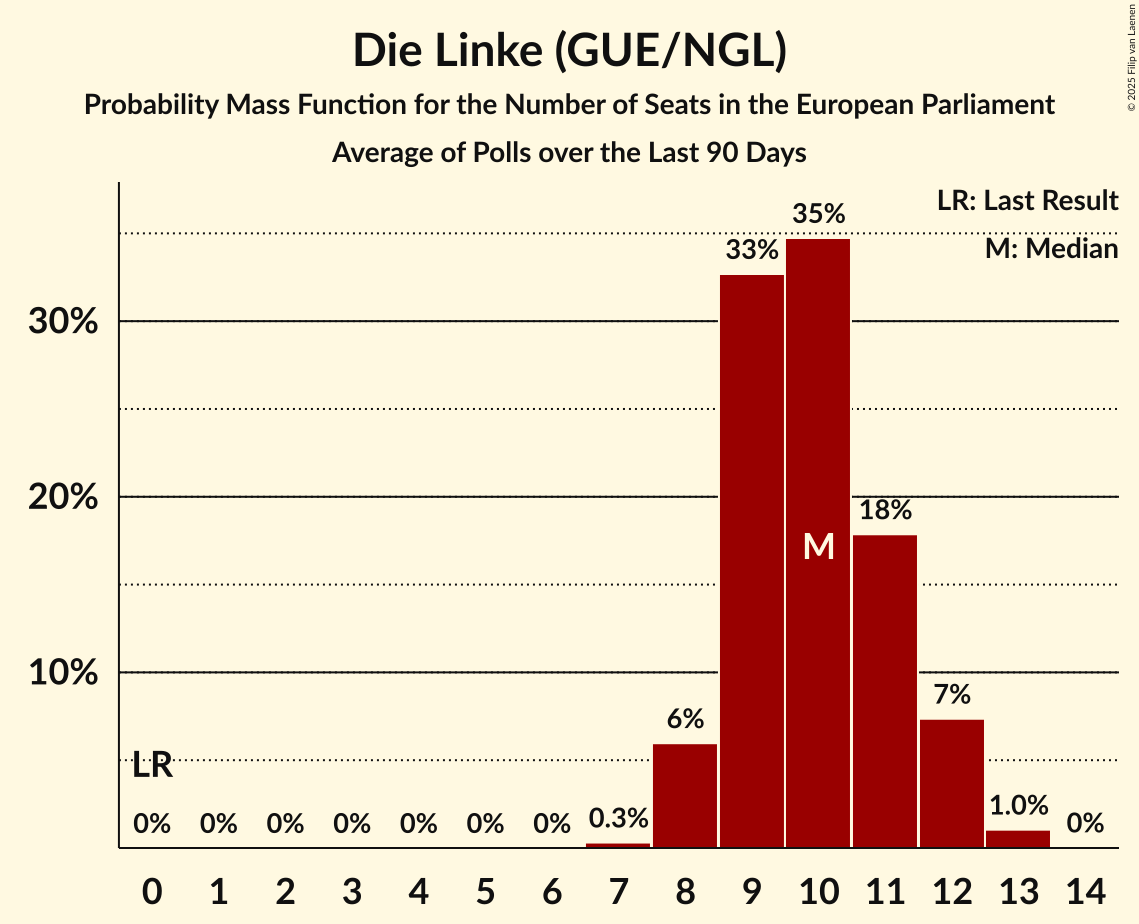 Die Linke (GUE/NGL)
Probability Mass Function for the Number of Seats in the European Parliament
Average of Polls over the Last 90 Days
© 2025 Filip van Laenen
LR: Last Result
M: Median
30%
20%
10%
LR
0%
0%
0%
0%
0%
0%
0%
0.3%
6%
33%
35%
M
18%
7%
1.0%
0%
0 1 2 3 4 5 6 7 8 9 10 11 12 13 14